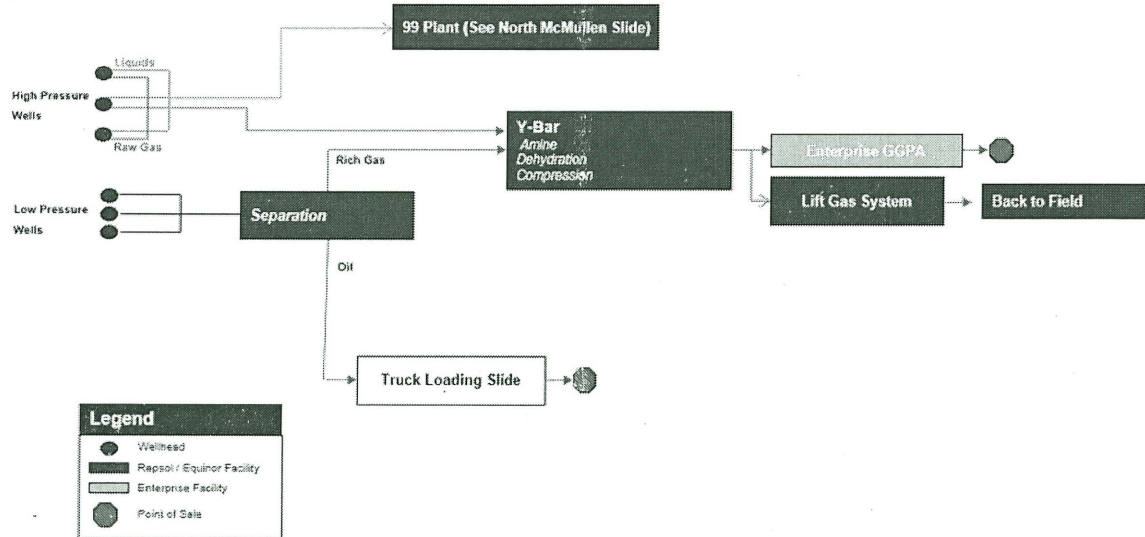 99 Plant (See North McMullen Slide)
Liquids
High Pressure
Wells
Raw Gas
Y-Bar
Amine
Dehydration
Compression
Rich Gas
Enterprise GGPA
Low Pressure
Wells
Separation
Lift Gas System
Back to Field
Oil
Truck Loading Slide
Legend
Wellhead
Repsol / Equinor Facility
Enterprise Facility
Point of Sale